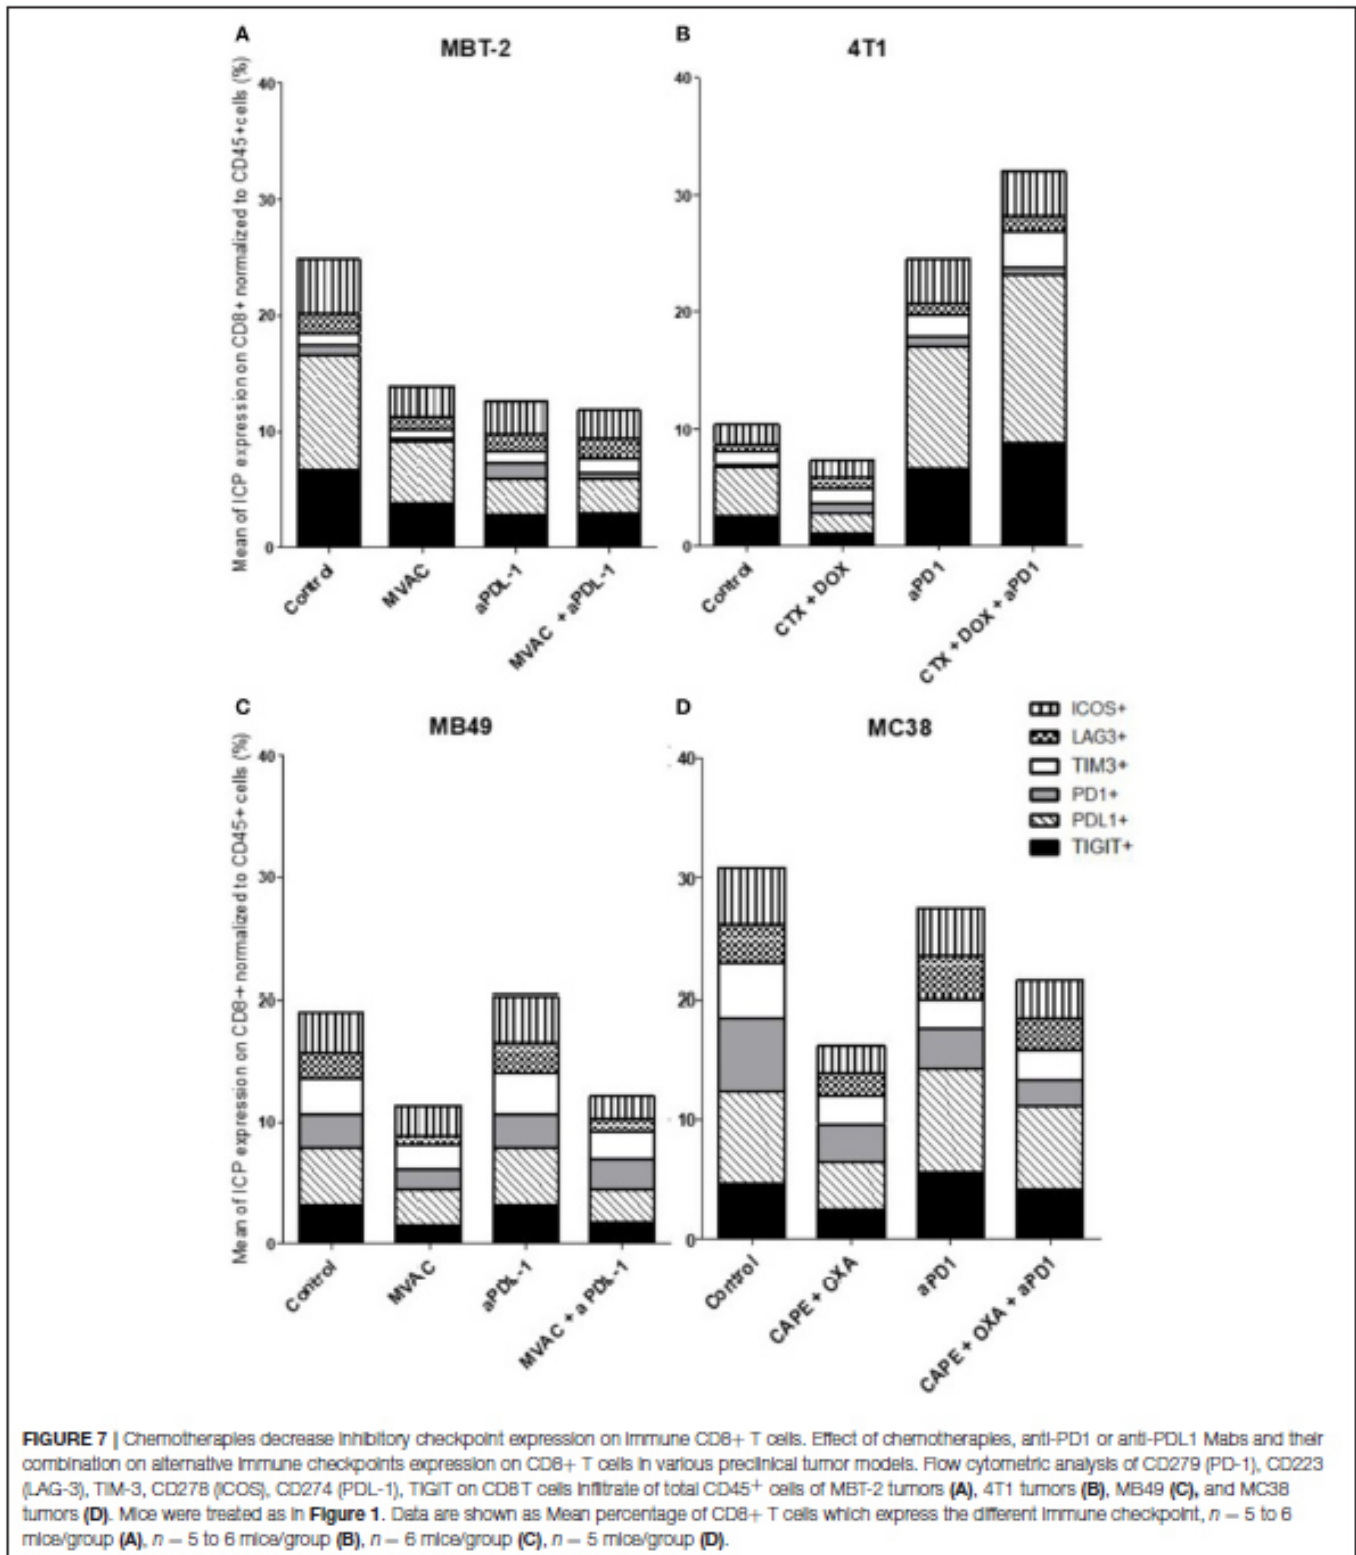 A
MBT-2
Mean of ICP expression on CD8+ normalized to CD45+cells (%)
40
30
20
10
0
Control
MVAC
aPDL-1
MVAC + aPDL-1
B
4T1
40
30
20
10
0
Control
CTX + DOX
aPD1
CTX + DOX + aPD1
C
MB49
Mean of ICP expression on CD8+ normalized to CD45+ cells (%)
40
30
20
10
0
Control
MVAC
aPDL-1
MVAC + a PDL-1
D
MC38
40
30
20
10
0
Control
CAPE + OXA
aPD1
CAPE + OXA + aPD1
ICOS+
LAG3+
TIM3+
PD1+
PDL1+
TIGIT+
FIGURE 7 | Chemotherapies decrease inhibitory checkpoint expression on immune CD8+ T cells. Effect of chemotherapies, anti-PD1 or anti-PDL1 Mabs and their
combination on alternative immune checkpoints expression on CD8+ T cells in various preclinical tumor models. Flow cytometric analysis of CD279 (PD-1), CD223
(LAG-3), TIM-3, CD278 (ICOS), CD274 (PDL-1), TIGIT on CD8T cells infiltrate of total CD45+ cells of MBT-2 tumors (A), 4T1 tumors (B), MB49 (C), and MC38
tumors (D). Mice were treated as in Figure 1. Data are shown as Mean percentage of CD8+ T cells which express the different immune checkpoint, n = 5 to 6
mice/group (A), n = 5 to 6 mice/group (B), n = 6 mice/group (C), n = 5 mice/group (D).